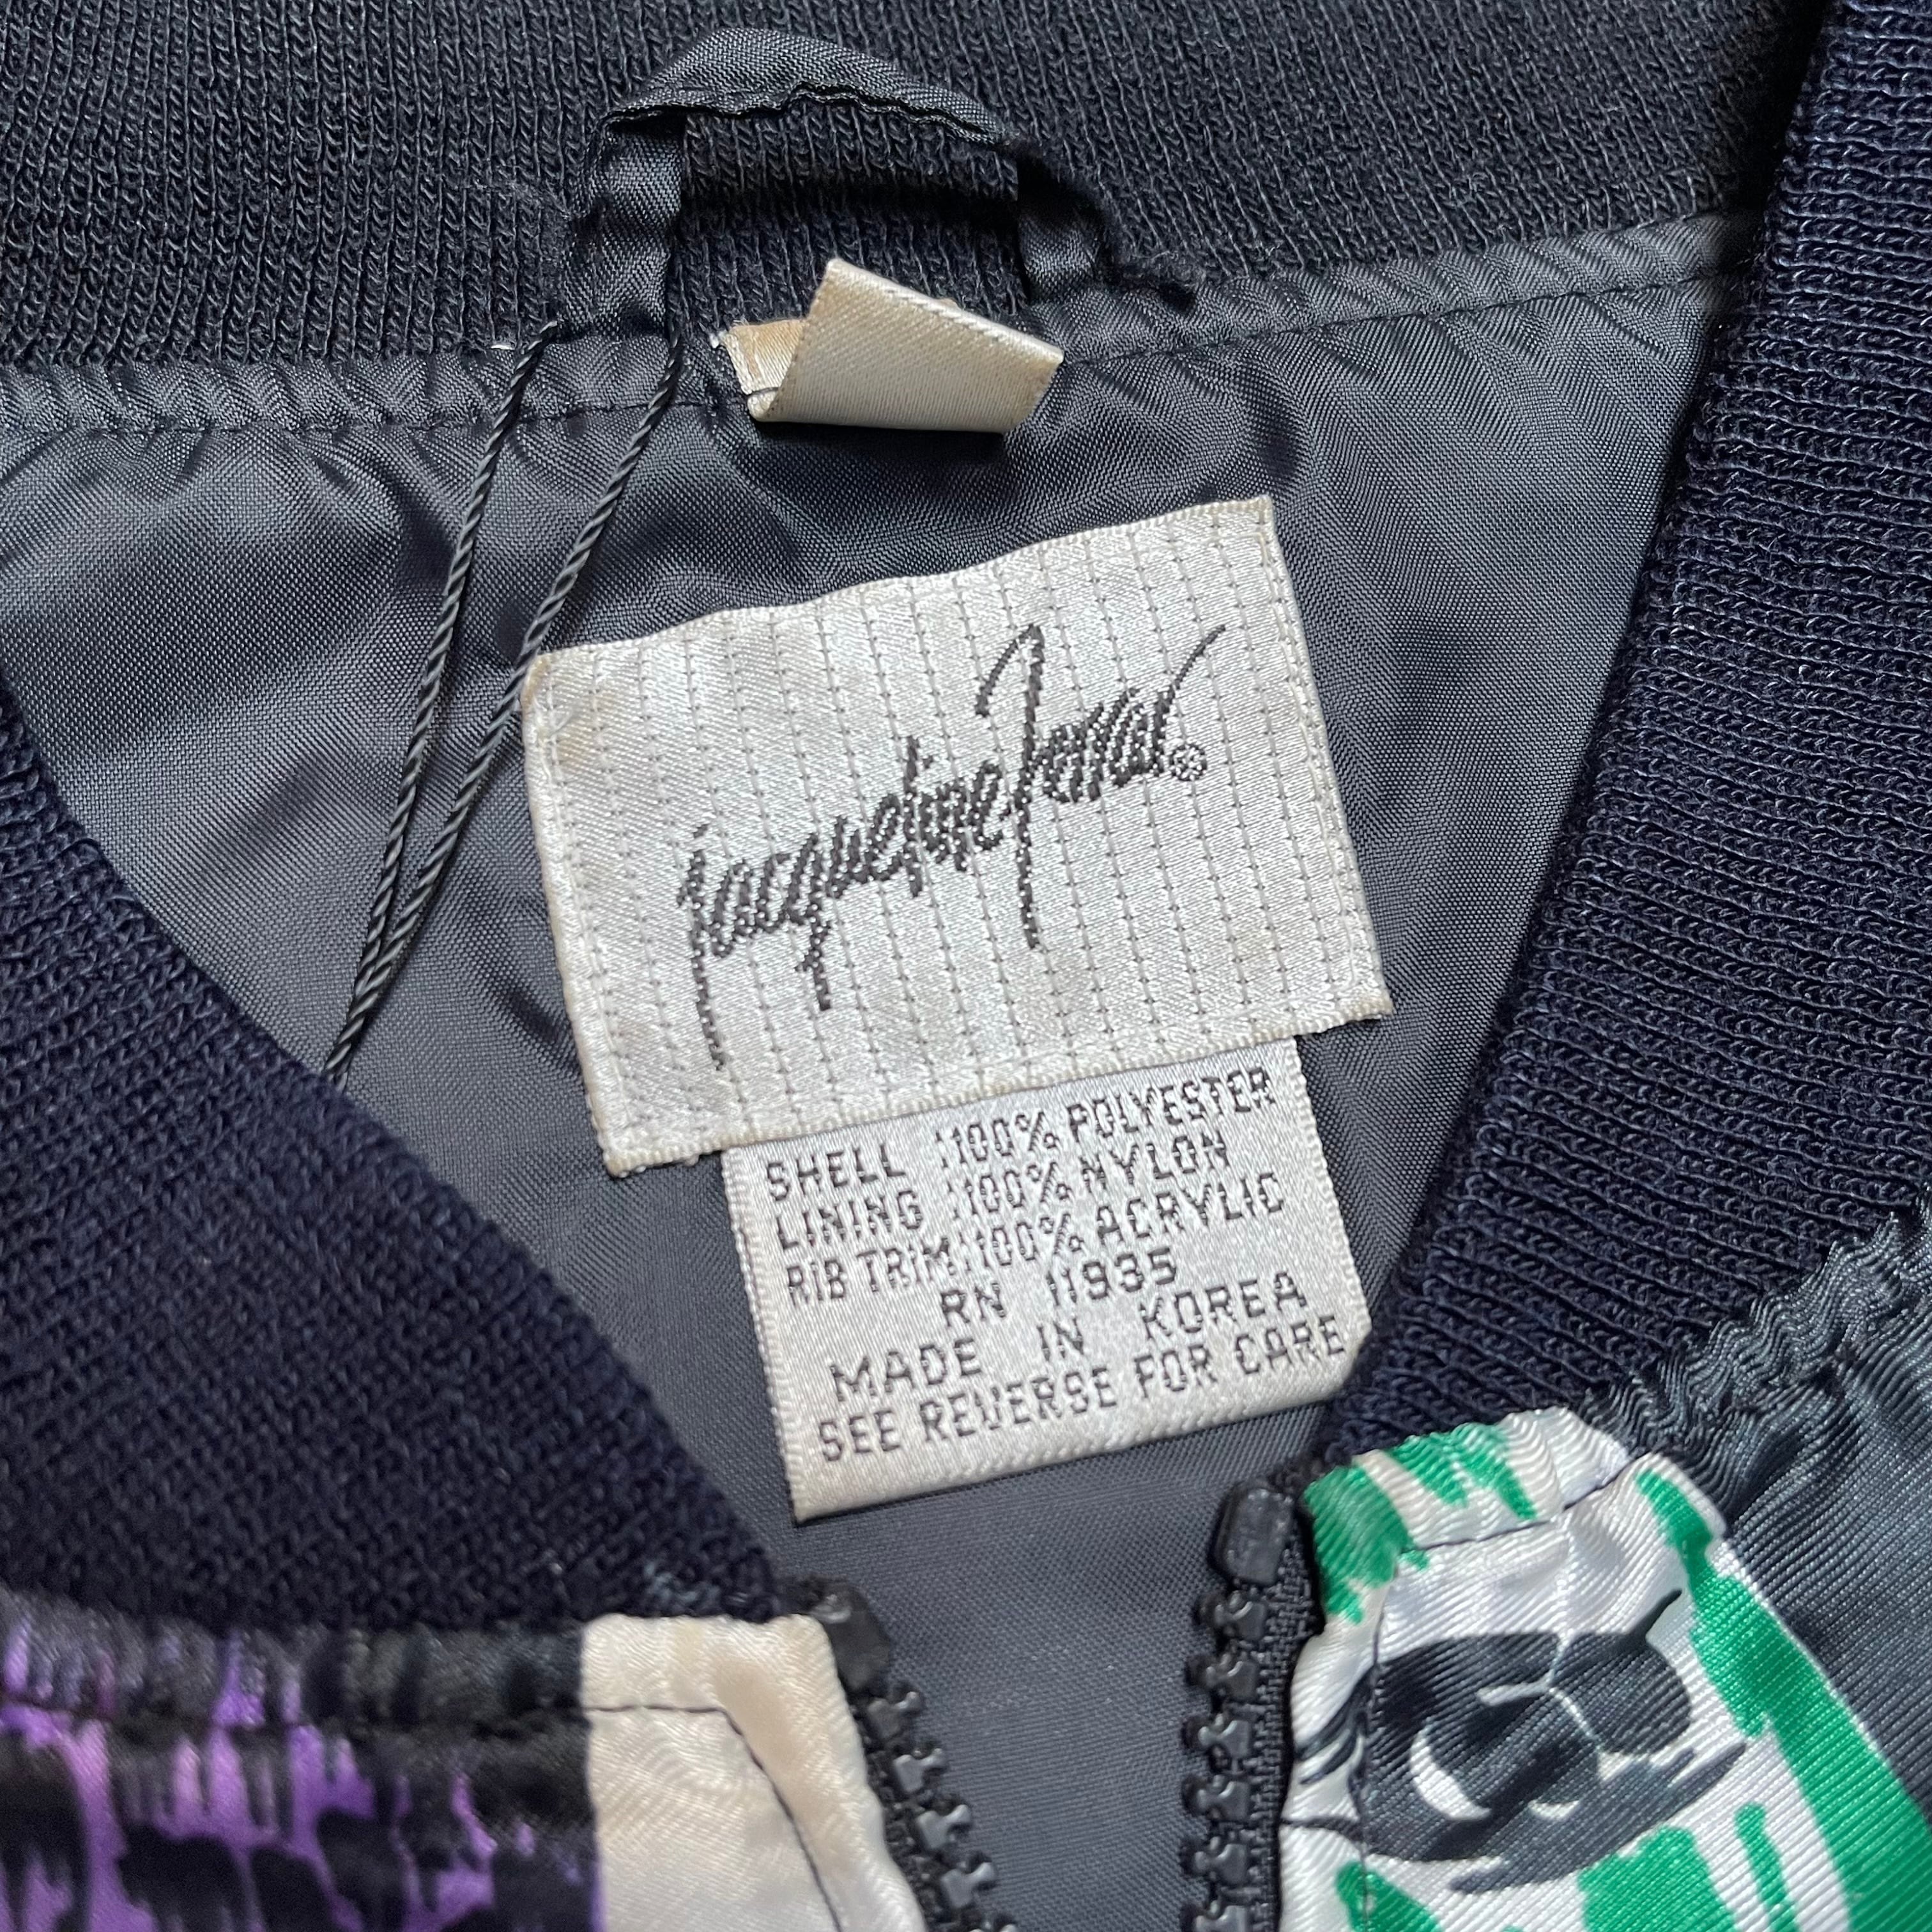 jacqueline Ferrar®
SHELL :100% POLYESTER
LINING :100% NYLON
RIB TRIM:100% ACRYLIC
RN 11935
MADE IN KOREA
SEE REVERSE FOR CARE